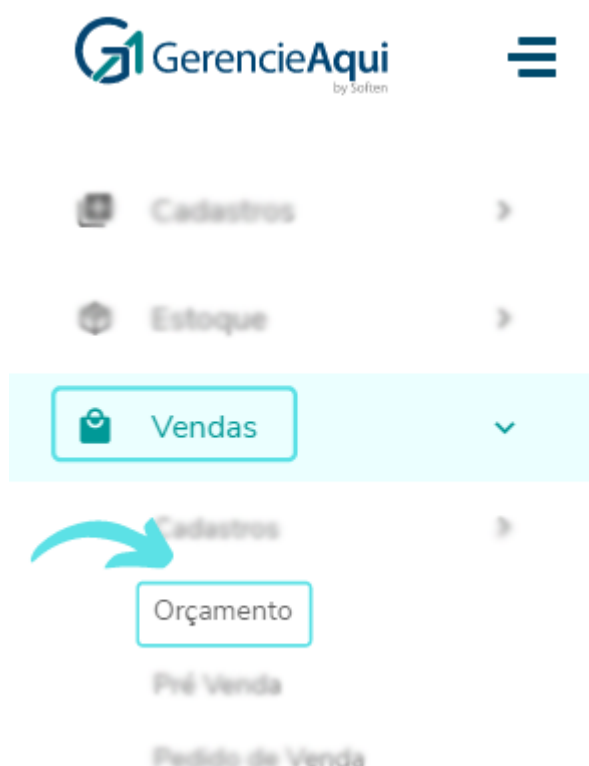 GerencieAqui
by Soften
Cadastros
Estoque
Vendas
Cadastros
Orçamento
Pré Venda
Pedido de Venda